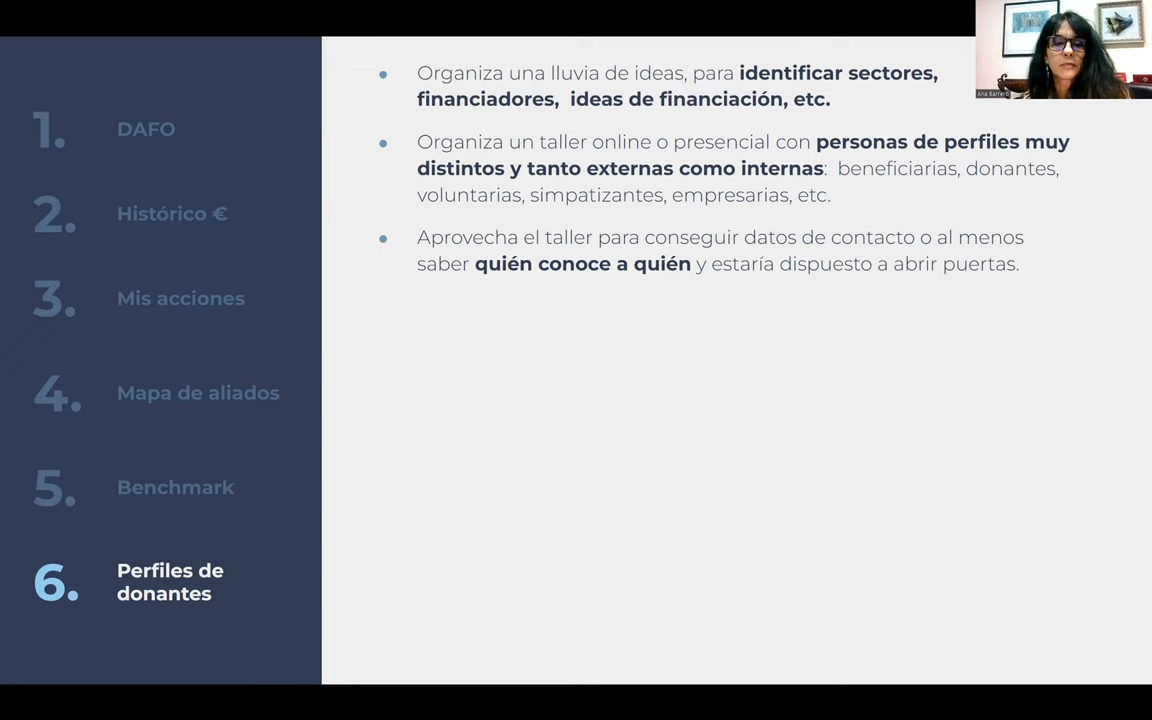 1.
DAFO
2.
Histórico €
3.
Mis acciones
4.
Mapa de aliados
5.
Benchmark
6.
Perfiles de
donantes
● Organiza una lluvia de ideas, para identificar sectores,
financiadores, ideas de financiación, etc.
● Organiza un taller online o presencial con personas de perfiles muy
distintos y tanto externas como internas: beneficiarias, donantes,
voluntarias, simpatizantes, empresarias, etc.
● Aprovecha el taller para conseguir datos de contacto o al menos
saber quién conoce a quién y estaría dispuesto a abrir puertas.
Ana Barrero